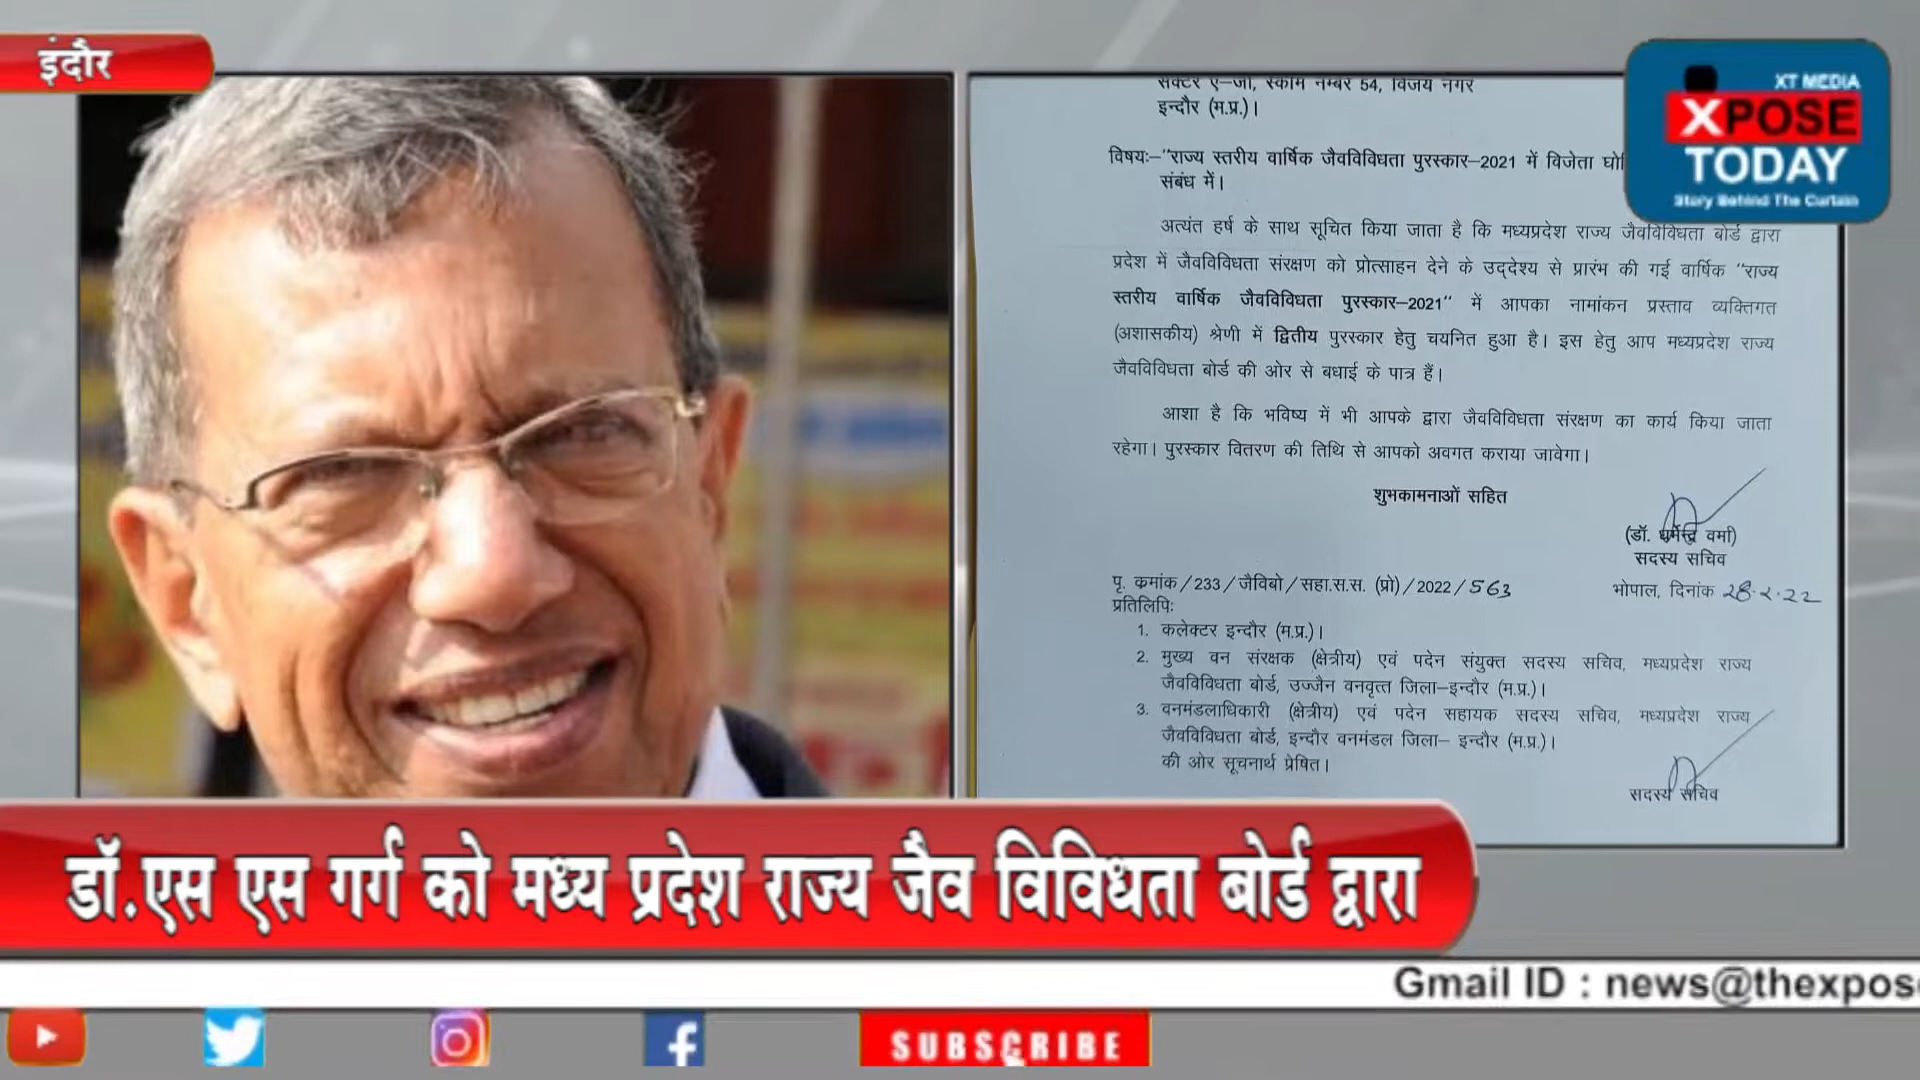 इंदौर
XT MEDIA
XPOSE
TODAY
Story Behind The Curtain
सेक्टर ए–जी, स्कीम नम्बर 54, विजय नगर
इन्दौर (म.प्र.)।
विषयः–"राज्य स्तरीय वार्षिक जैवविविधता पुरस्कार–2021 में विजेता
संबंध में।
अत्यंत हर्ष के साथ सूचित किया जाता है कि मध्यप्रदेश राज्य जैवविविधता बोर्ड द्वारा
प्रदेश में जैवविविधता संरक्षण को प्रोत्साहन देने के उद्देश्य से प्रारंभ की गई वार्षिक "राज्य
स्तरीय वार्षिक जैवविविधता पुरस्कार–2021" में आपका नामांकन प्रस्ताव व्यक्तिगत
(अशासकीय) श्रेणी में द्वितीय पुरस्कार हेतु चयनित हुआ है। इस हेतु आप मध्यप्रदेश राज्य
जैवविविधता बोर्ड की ओर से बधाई के पात्र हैं।
आशा है कि भविष्य में भी आपके द्वारा जैवविविधता संरक्षण का कार्य किया जाता
रहेगा। पुरस्कार वितरण की तिथि से आपको अवगत कराया जावेगा।
शुभकामनाओं सहित
(डॉ. धर्मेन्द्र वर्मा)
सदस्य सचिव
पृ. क्रमांक/233/जैविबो/सहा.स.स. (प्रो)/2022/563
भोपाल, दिनांक 28.2.22
प्रतिलिपिः
1. कलेक्टर इन्दौर (म.प्र.)।
2. मुख्य वन संरक्षक (क्षेत्रीय) एवं पदेन संयुक्त सदस्य सचिव, मध्यप्रदेश राज्य
जैवविविधता बोर्ड, उज्जैन वनवृत्त जिला–इन्दौर (म.प्र.)।
3. वनमंडलाधिकारी (क्षेत्रीय) एवं पदेन सहायक सदस्य सचिव, मध्यप्रदेश राज्य
जैवविविधता बोर्ड, इन्दौर वनमंडल जिला– इन्दौर (म.प्र.)।
की ओर सूचनार्थ प्रेषित।
सदस्य सचिव
डॉ.एस एस गर्ग को मध्य प्रदेश राज्य जैव विविधता बोर्ड द्वारा
Gmail ID : news@thexpose
SUBSCRIBE